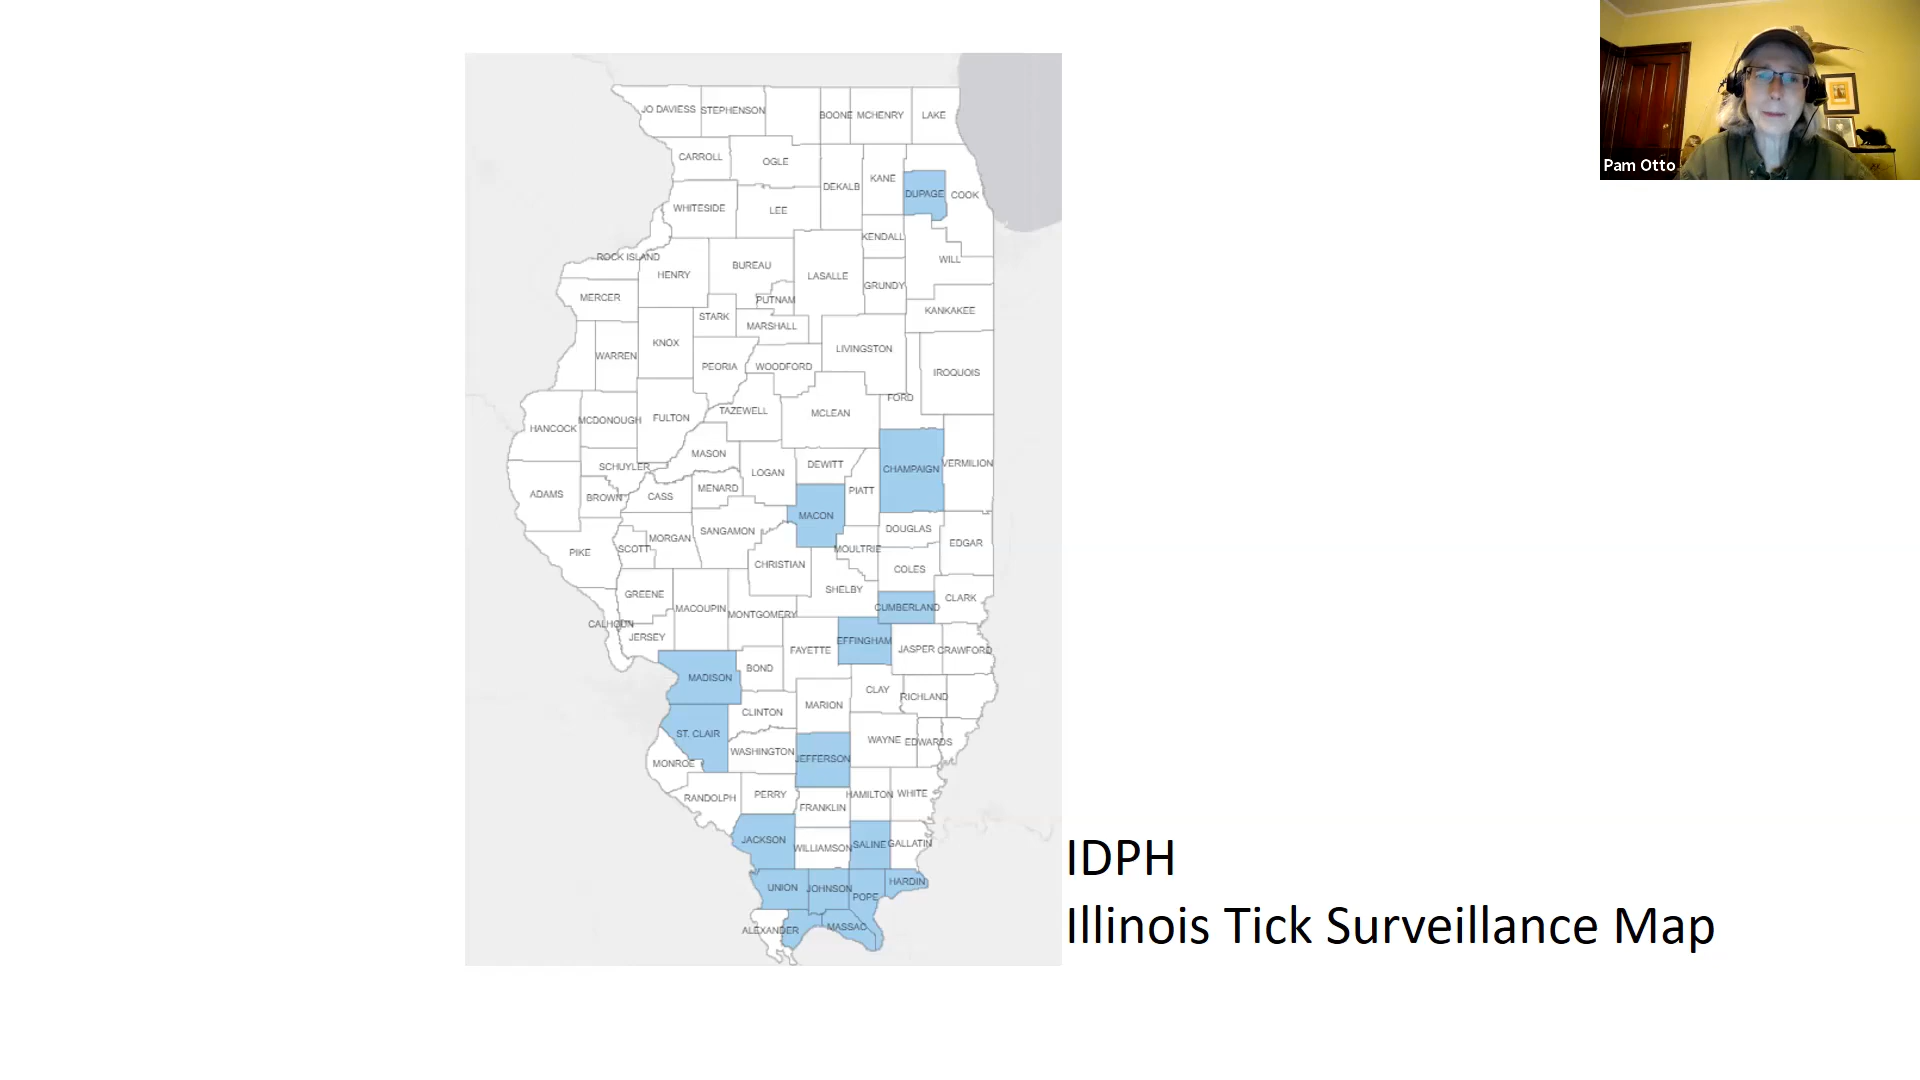 JO DAVIESS
STEPHENSON
BOONE
MCHENRY
LAKE
CARROLL
OGLE
DEKALB
KANE
DUPAGE
COOK
WHITESIDE
LEE
KENDALL
ROCK ISLAND
HENRY
BUREAU
LASALLE
WILL
GRUNDY
MERCER
PUTNAM
STARK
MARSHALL
KANKAKEE
KNOX
WARREN
PEORIA
WOODFORD
LIVINGSTON
IROQUOIS
FORD
HANCOCK
MCDONOUGH
FULTON
TAZEWELL
MCLEAN
MASON
SCHUYLER
LOGAN
DEWITT
CHAMPAIGN
VERMILION
ADAMS
BROWN
CASS
MENARD
PIATT
MACON
PIKE
SCOTT
MORGAN
SANGAMON
DOUGLAS
EDGAR
MOULTRIE
CHRISTIAN
COLES
GREENE
MACOUPIN
MONTGOMERY
SHELBY
CUMBERLAND
CLARK
CALHOUN
JERSEY
FAYETTE
EFFINGHAM
JASPER
CRAWFORD
MADISON
BOND
CLAY
RICHLAND
CLINTON
MARION
ST. CLAIR
WASHINGTON
JEFFERSON
WAYNE
EDWARDS
MONROE
RANDOLPH
PERRY
FRANKLIN
HAMILTON
WHITE
JACKSON
WILLIAMSON
SALINE
GALLATIN
UNION
JOHNSON
POPE
HARDIN
ALEXANDER
MASSAC
IDPH
Illinois Tick Surveillance Map
Pam Otto